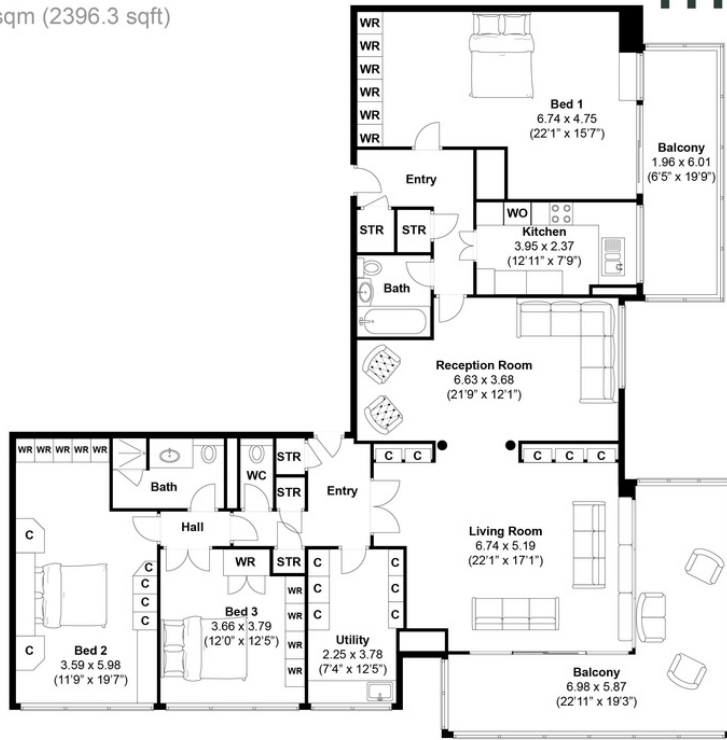 sqm (2396.3 sqft)
WR
WR
WR
WR
WR
WR
Bed 1
6.74 x 4.75
(22'1" x 15'7")
Balcony
1.96 x 6.01
(6'5" x 19'9")
Entry
STR
STR
WO
Kitchen
3.95 x 2.37
(12'11" x 7'9")
Bath
Reception Room
6.63 x 3.68
(21'9" x 12'1")
C
C
C
C
C
WR WR WR WR WR
Bath
WC
STR
STR
Entry
Hall
STR
Living Room
6.74 x 5.19
(22'1" x 17'1")
C
C
C
C
C
C
WR
WR
WR
WR
WR
Bed 3
3.66 x 3.79
(12'0" x 12'5")
C
C
C
C
C
C
Utility
2.25 x 3.78
(7'4" x 12'5")
Bed 2
3.59 x 5.98
(11'9" x 19'7")
Balcony
6.98 x 5.87
(22'11" x 19'3")